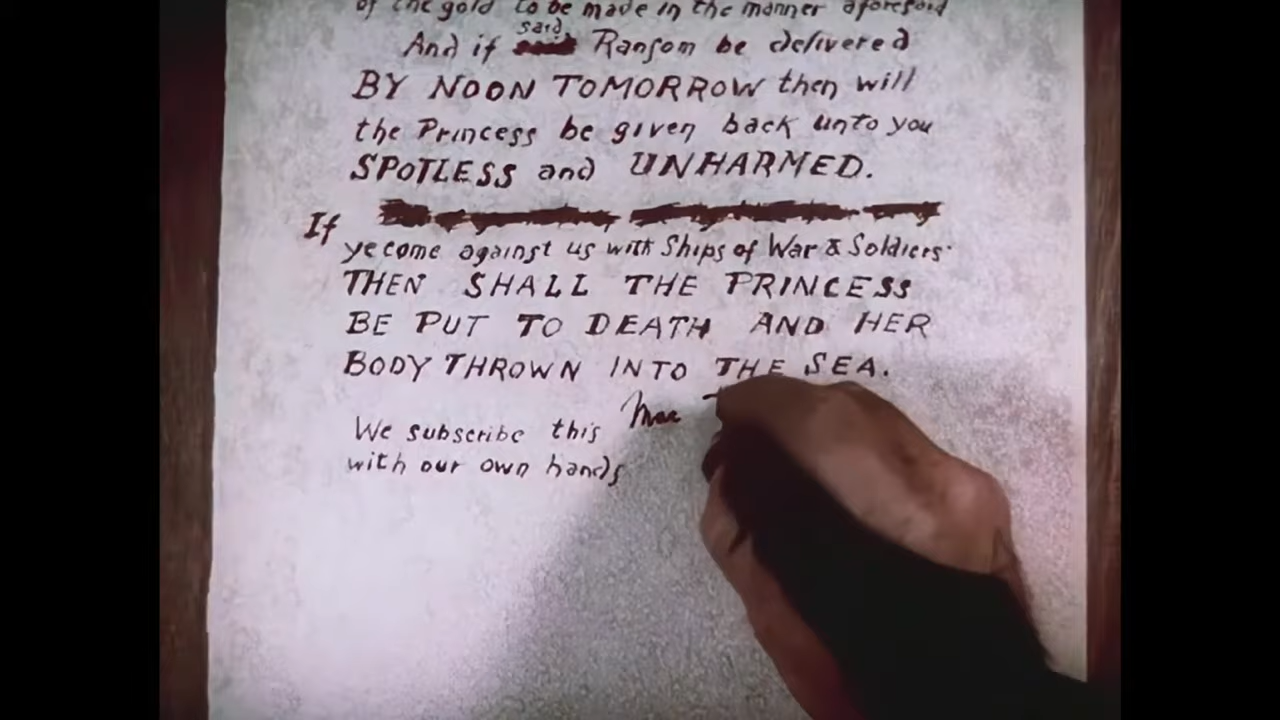 of the gold to be made in the manner aforesaid
said
And if Ransom be delivered
BY NOON TOMORROW then will
the Princess be given back unto you
SPOTLESS and UNHARMED.
If
ye come against us with Ships of War & Soldiers
THEN SHALL THE PRINCESS
BE PUT TO DEATH AND HER
BODY THROWN INTO THE SEA.
We subscribe this
with our own hands